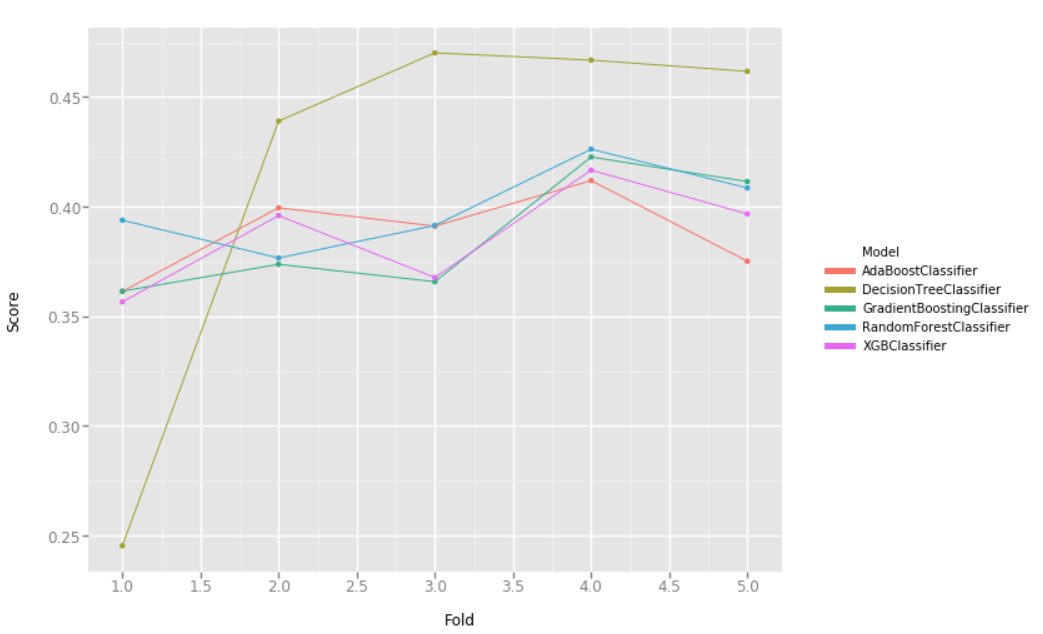 0.45
0.40
0.35
0.30
0.25
Score
1.0 1.5 2.0 2.5 3.0 3.5 4.0 4.5 5.0
Fold
Model
AdaBoostClassifier
DecisionTreeClassifier
GradientBoostingClassifier
RandomForestClassifier
XGBClassifier